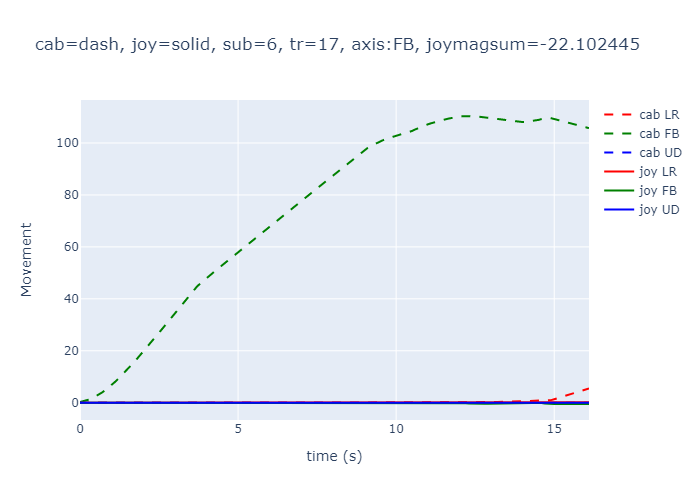 cab=dash, joy=solid, sub=6, tr=17, axis:FB, joymagsum=-22.102445
cab LR
cab FB
cab UD
joy LR
joy FB
joy UD
Movement
100
80
60
40
20
0
0 5 10 15
time (s)